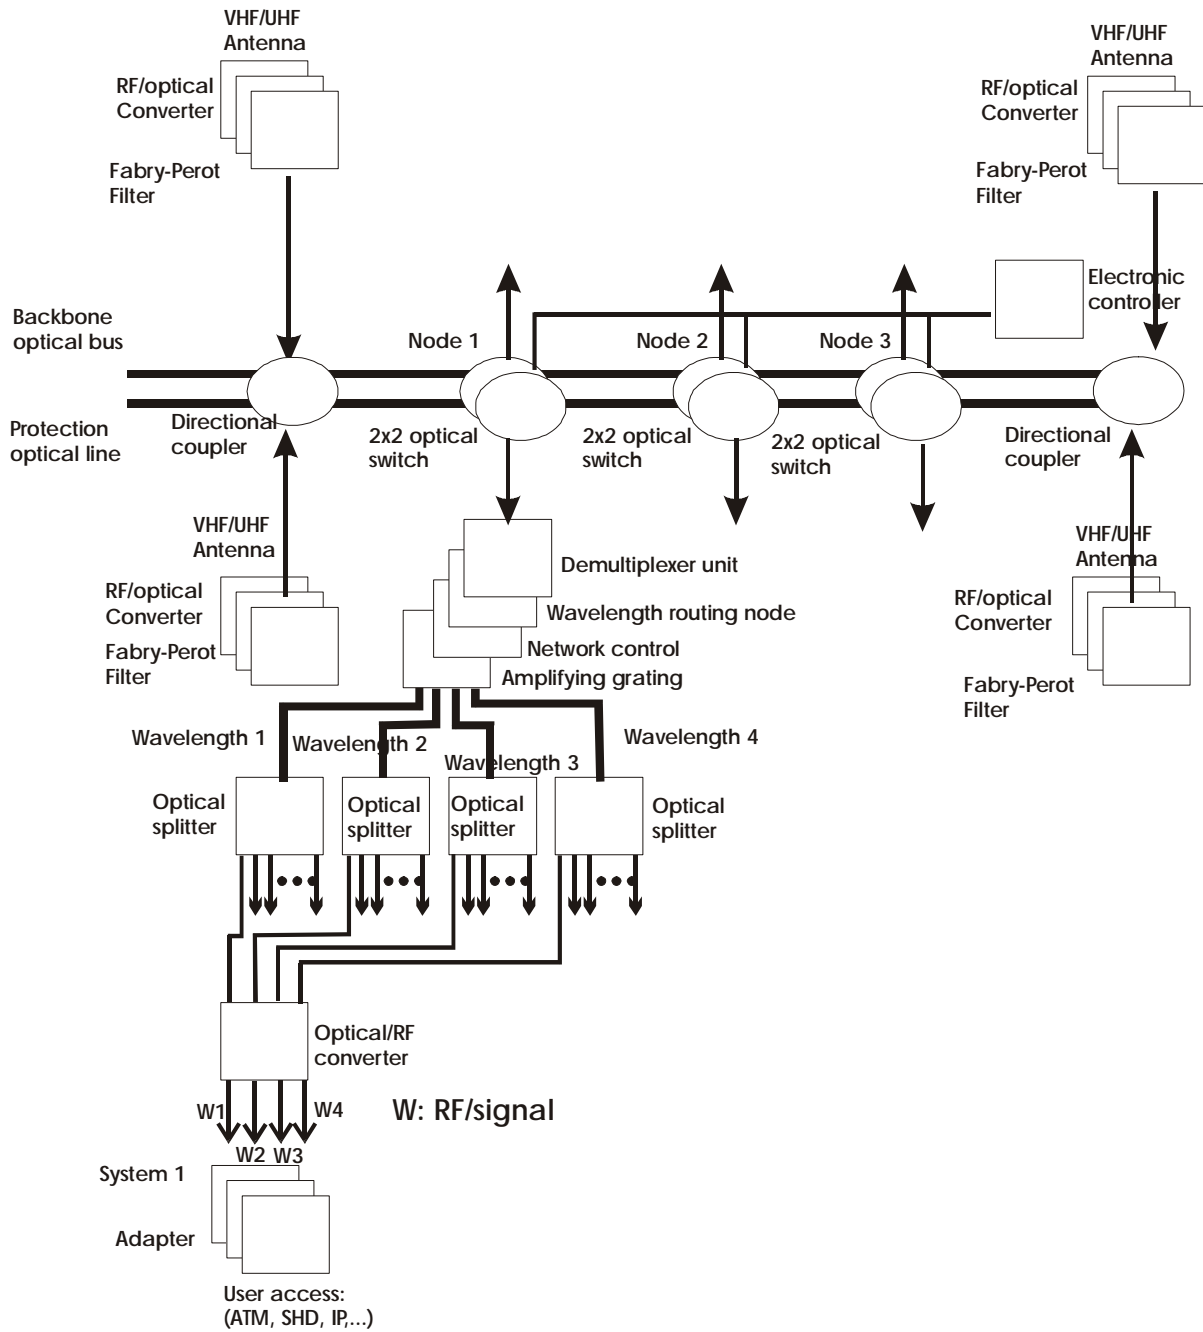 VHF/UHF
Antenna
RF/optical
Converter
Fabry-Perot
Filter
VHF/UHF
Antenna
RF/optical
Converter
Fabry-Perot
Filter
Electronic
controller
Backbone
optical bus
Node 1
Node 2
Node 3
Protection
optical line
Directional
coupler
2x2 optical
switch
2x2 optical
switch
2x2 optical
switch
Directional
coupler
VHF/UHF
Antenna
RF/optical
Converter
Fabry-Perot
Filter
Demultiplexer unit
Wavelength routing node
Network control
Amplifying grating
VHF/UHF
Antenna
RF/optical
Converter
Fabry-Perot
Filter
Wavelength 1
Wavelength 2
Wavelength 3
Wavelength 4
Optical
splitter
Optical
splitter
Optical
splitter
Optical
splitter
Optical/RF
converter
W1
W4
W: RF/signal
W2 W3
System 1
Adapter
User access:
(ATM, SHD, IP,...)